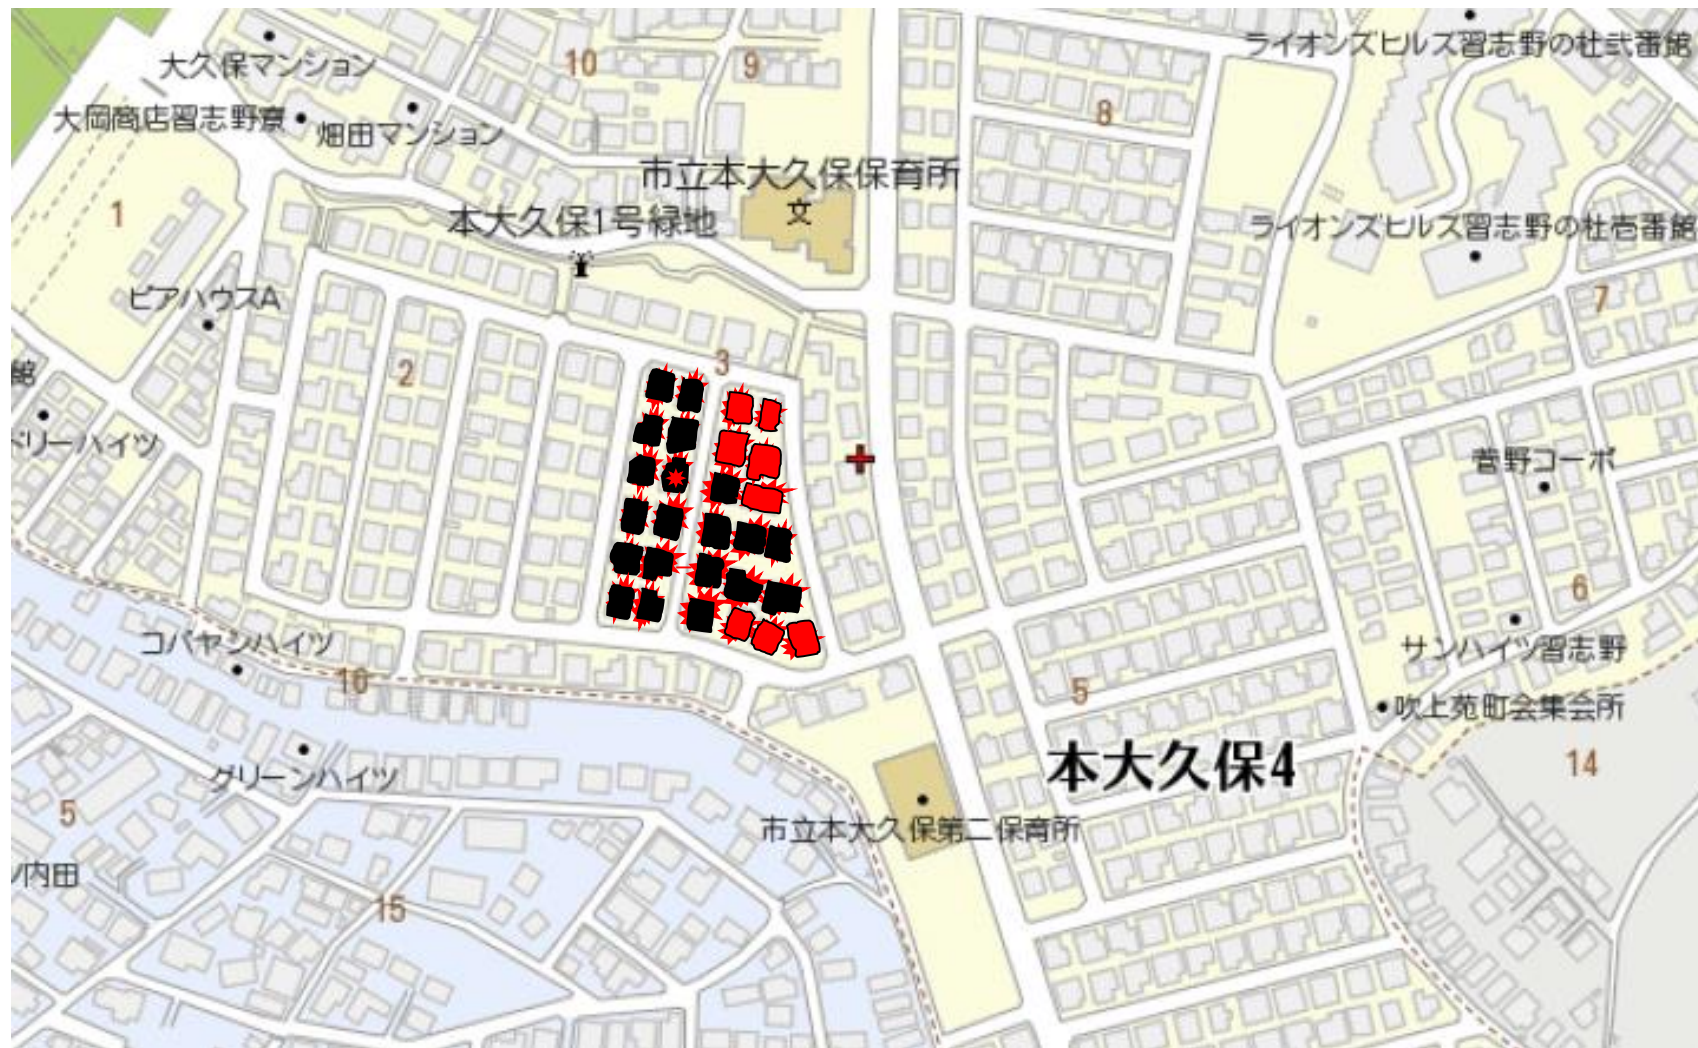 ライオンズヒルズ習志野の杜弐番館
大久保マンション
10
9
8
大岡商店習志野寮
畑田マンション
市立本大久保保育所
文
1
本大久保1号緑地
ライオンズヒルズ習志野の杜壱番館
ピアハウスA
7
館
2
3
ドリーハイツ
菅野コーポ
6
コバヤシハイツ
サンハイツ習志野
16
5
吹上苑町会集会所
グリーンハイツ
本大久保4
14
5
市立本大久保第二保育所
内田
15